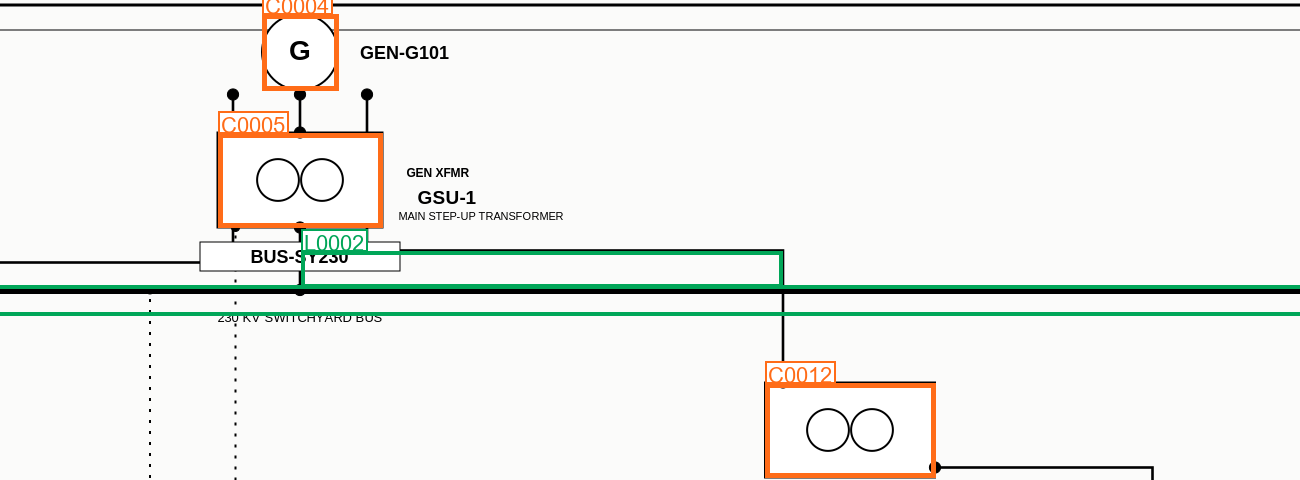 C0004
G
GEN-G101
C0005
GEN XFMR
GSU-1
MAIN STEP-UP TRANSFORMER
L0002
BUS-SY230
230 KV SWITCHYARD BUS
C0012